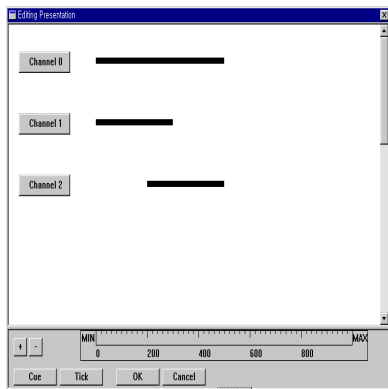 Editing Presentation
Channel 0
Channel 1
Channel 2
+ -
MIN MAX
0 200 400 600 800
Cue Tick OK Cancel